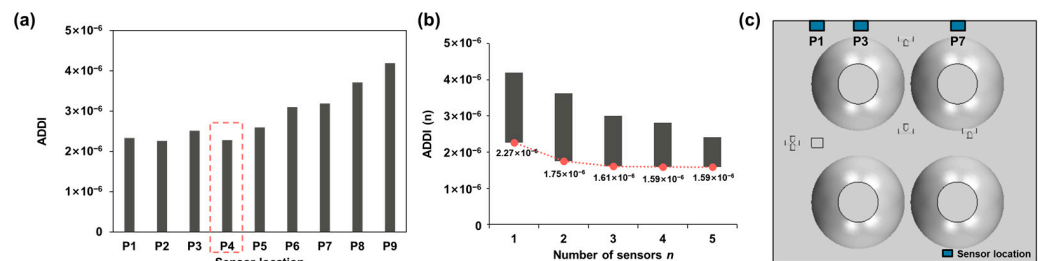 (a)
5×10⁻⁶
4×10⁻⁶
3×10⁻⁶
2×10⁻⁶
1×10⁻⁶
0
ADDI
P1 P2 P3 P4 P5 P6 P7 P8 P9
Sensor location
(b)
5×10⁻⁶
4×10⁻⁶
3×10⁻⁶
2×10⁻⁶
1×10⁻⁶
0
ADDI (n)
2.27×10⁻⁶
1.75×10⁻⁶
1.61×10⁻⁶
1.59×10⁻⁶
1.59×10⁻⁶
1 2 3 4 5
Number of sensors n
(c)
P1 P3 P7
Sensor location